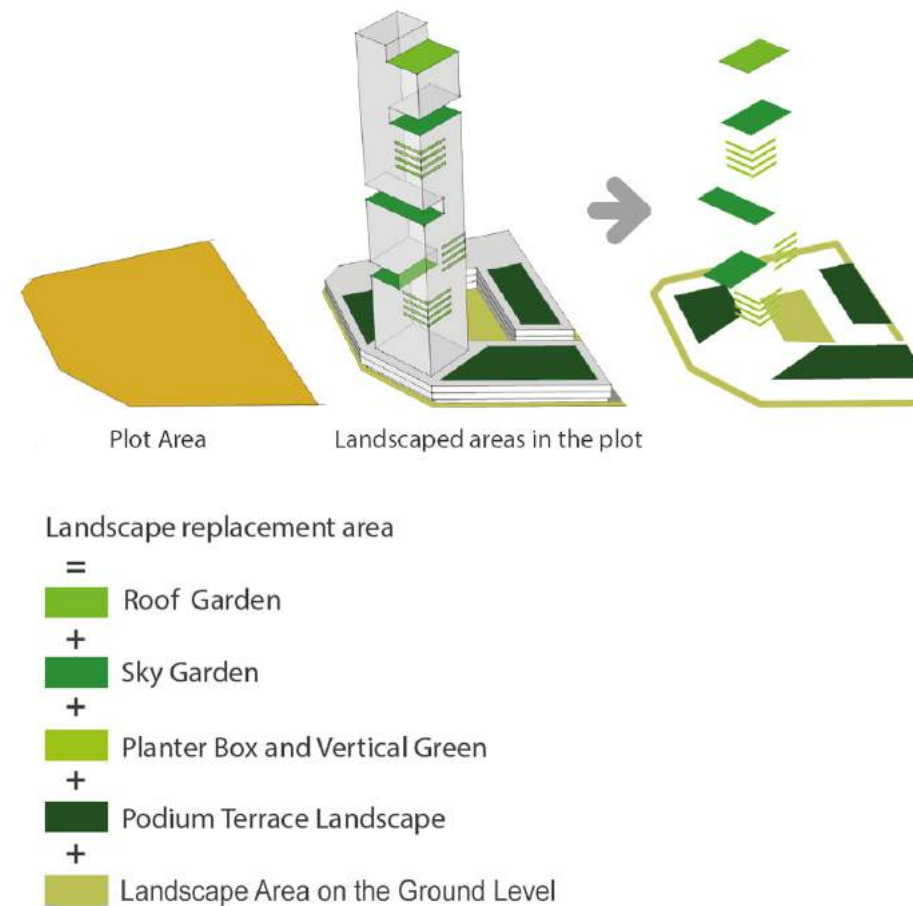 Plot Area
Landscaped areas in the plot
Landscape replacement area
=
Roof Garden
+
Sky Garden
+
Planter Box and Vertical Green
+
Podium Terrace Landscape
+
Landscape Area on the Ground Level